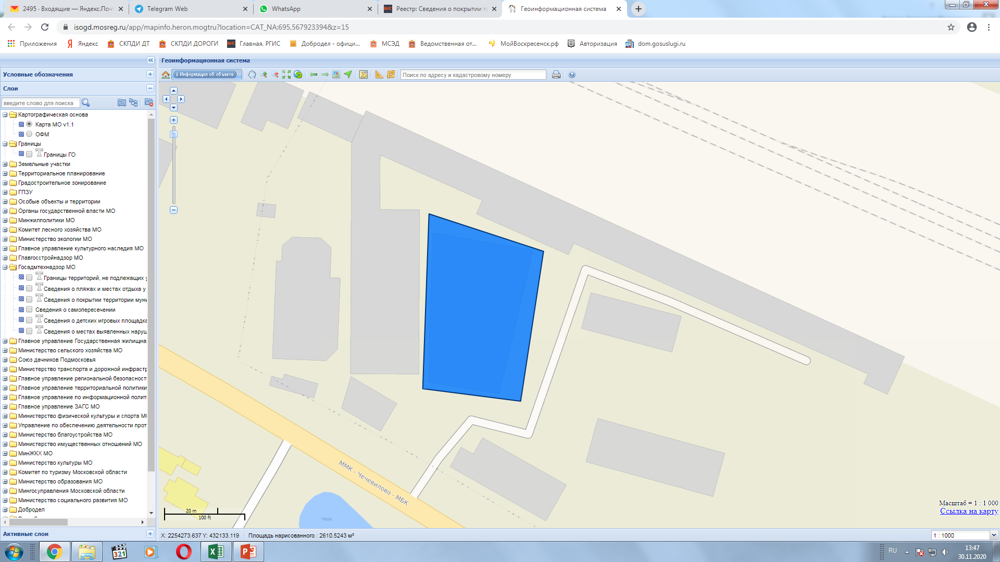 2495 · Входящие — Яндекс.Почт
Telegram Web
WhatsApp
Реестр: Сведения о покрытии т
Геоинформационная система
isogd.mosreg.ru/app/mapinfo.heron.mogtru?location=CAT_NA:695,567923394&z=15
Приложения
Яндекс
СКПДИ ДТ
СКПДИ ДОРОГИ
Главная. РГИС
Добродел - офици...
МСЭД
Ведомственная от...
МойВоскресенск.рф
Авторизация
dom.gosuslugi.ru
Геоинформационная система
Условные обозначения
Слои
введите слово для поиска
Информация об объекте
Поиск по адресу и кадастровому номеру
Картографическая основа
Карта МО v1.1
ОФМ
Границы
Границы ГО
Земельные участки
Территориальное планирование
Градостроительное зонирование
ГПЗУ
Особые объекты и территории
Органы государственной власти МО
Минжилполитики МО
Комитет лесного хозяйства МО
Министерство экологии МО
Главное управление культурного наследия МО
Главгосстройнадзор МО
Госадмтехнадзор МО
Границы территорий, не подлежащих у
Сведения о пляжах и местах отдыха у
Сведения о покрытии территории муни
Сведения о самопересечении
Сведения о детских игровых площадка
Сведения о местах выявленных наруш
Главное управление Государственная жилищна
Министерство сельского хозяйства МО
Союз дачников Подмосковья
Министерство транспорта и дорожной инфрастр
Главное управление региональной безопасност
Главное управление территориальной политики
Главное управление по информационной полит
Главное управление ЗАГС МО
Министерство физической культуры и спорта МО
Управление по обеспечению деятельности прот
Министерство благоустройства МО
Министерство имущественных отношений МО
МинЖКХ МО
Министерство культуры МО
Комитет по туризму Московской области
Министерство образования МО
Мингосуправления Московской области
Министерство социального развития МО
Добродел
Активные слои
ММК - Чечевилово - МБК
пруд
20 m
100 ft
Масштаб = 1 : 1 000
Ссылка на карту
X: 2254273.637 Y: 432133.119
Площадь нарисованного : 2610.5243 м²
1 : 1000
321
RU
13:47
30.11.2020